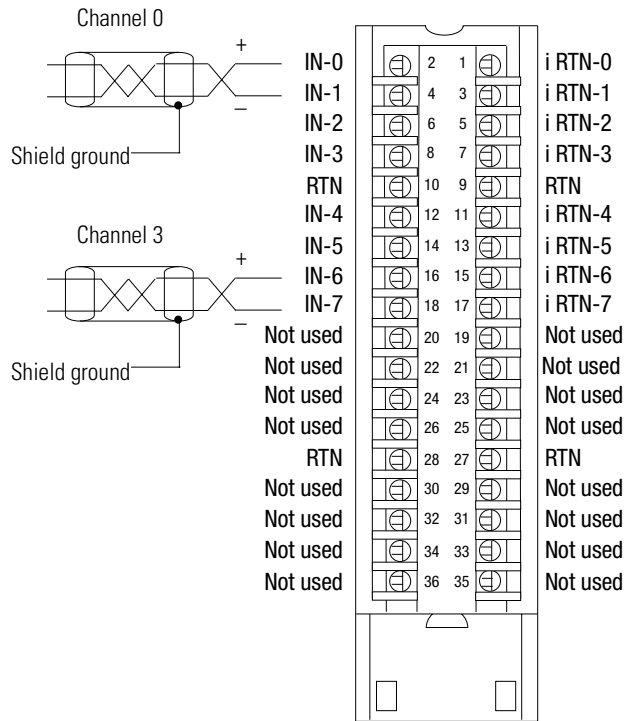 Channel 0
+
–
Shield ground
Channel 3
+
–
Shield ground
IN-0 2 1 i RTN-0
IN-1 4 3 i RTN-1
IN-2 6 5 i RTN-2
IN-3 8 7 i RTN-3
RTN 10 9 RTN
IN-4 12 11 i RTN-4
IN-5 14 13 i RTN-5
IN-6 16 15 i RTN-6
IN-7 18 17 i RTN-7
Not used 20 19 Not used
Not used 22 21 Not used
Not used 24 23 Not used
Not used 26 25 Not used
RTN 28 27 RTN
Not used 30 29 Not used
Not used 32 31 Not used
Not used 34 33 Not used
Not used 36 35 Not used